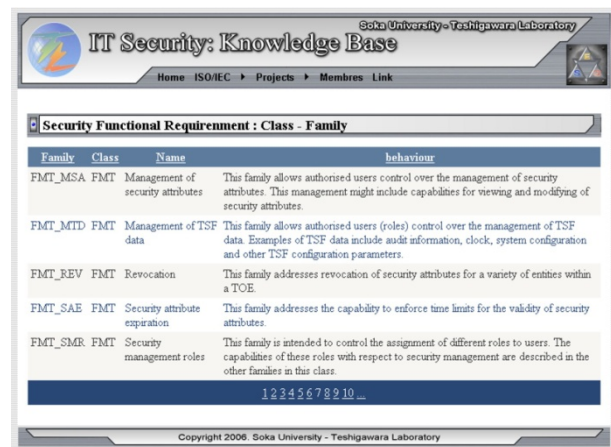 Soka University - Teshigawara Laboratory
IT Security: Knowledge Base
Home ISO/IEC Projects Membres Link
Security Functional Requirenment : Class - Family
Family Class Name behaviour
FMT_MSA FMT Management of security attributes This family allows authorised users control over the management of security
attributes. This management might include capabilities for viewing and modifying of
security attributes.
FMT_MTD FMT Management of TSF data This family allows authorised users (roles) control over the management of TSF
data. Examples of TSF data include audit information, clock, system configuration
and other TSF configuration parameters.
FMT_REV FMT Revocation This family addresses revocation of security attributes for a variety of entities within
a TOE.
FMT_SAE FMT Security attribute expiration This family addresses the capability to enforce time limits for the validity of security
attributes.
FMT_SMR FMT Security management roles This family is intended to control the assignment of different roles to users. The
capabilities of these roles with respect to security management are described in the
other families in this class.
1 2 3 4 5 6 7 8 9 10 ...
Copyright 2006. Soka University - Teshigawara Laboratory